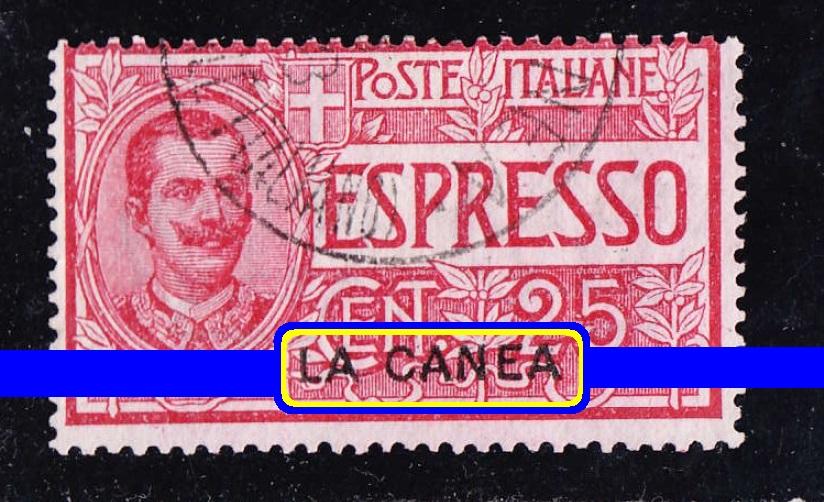 POSTE ITALIANE
ESPRESSO
CENT. 25
LA CANEA